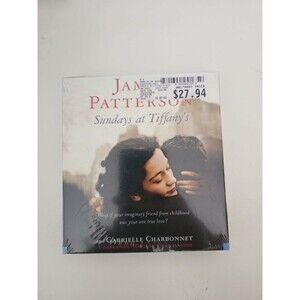 JAM
PATTERSON
$27.94
Sundays at Tiffany's
What if your imaginary friend from childhood
was your one true love?
GABRIELLE CHARBONNET